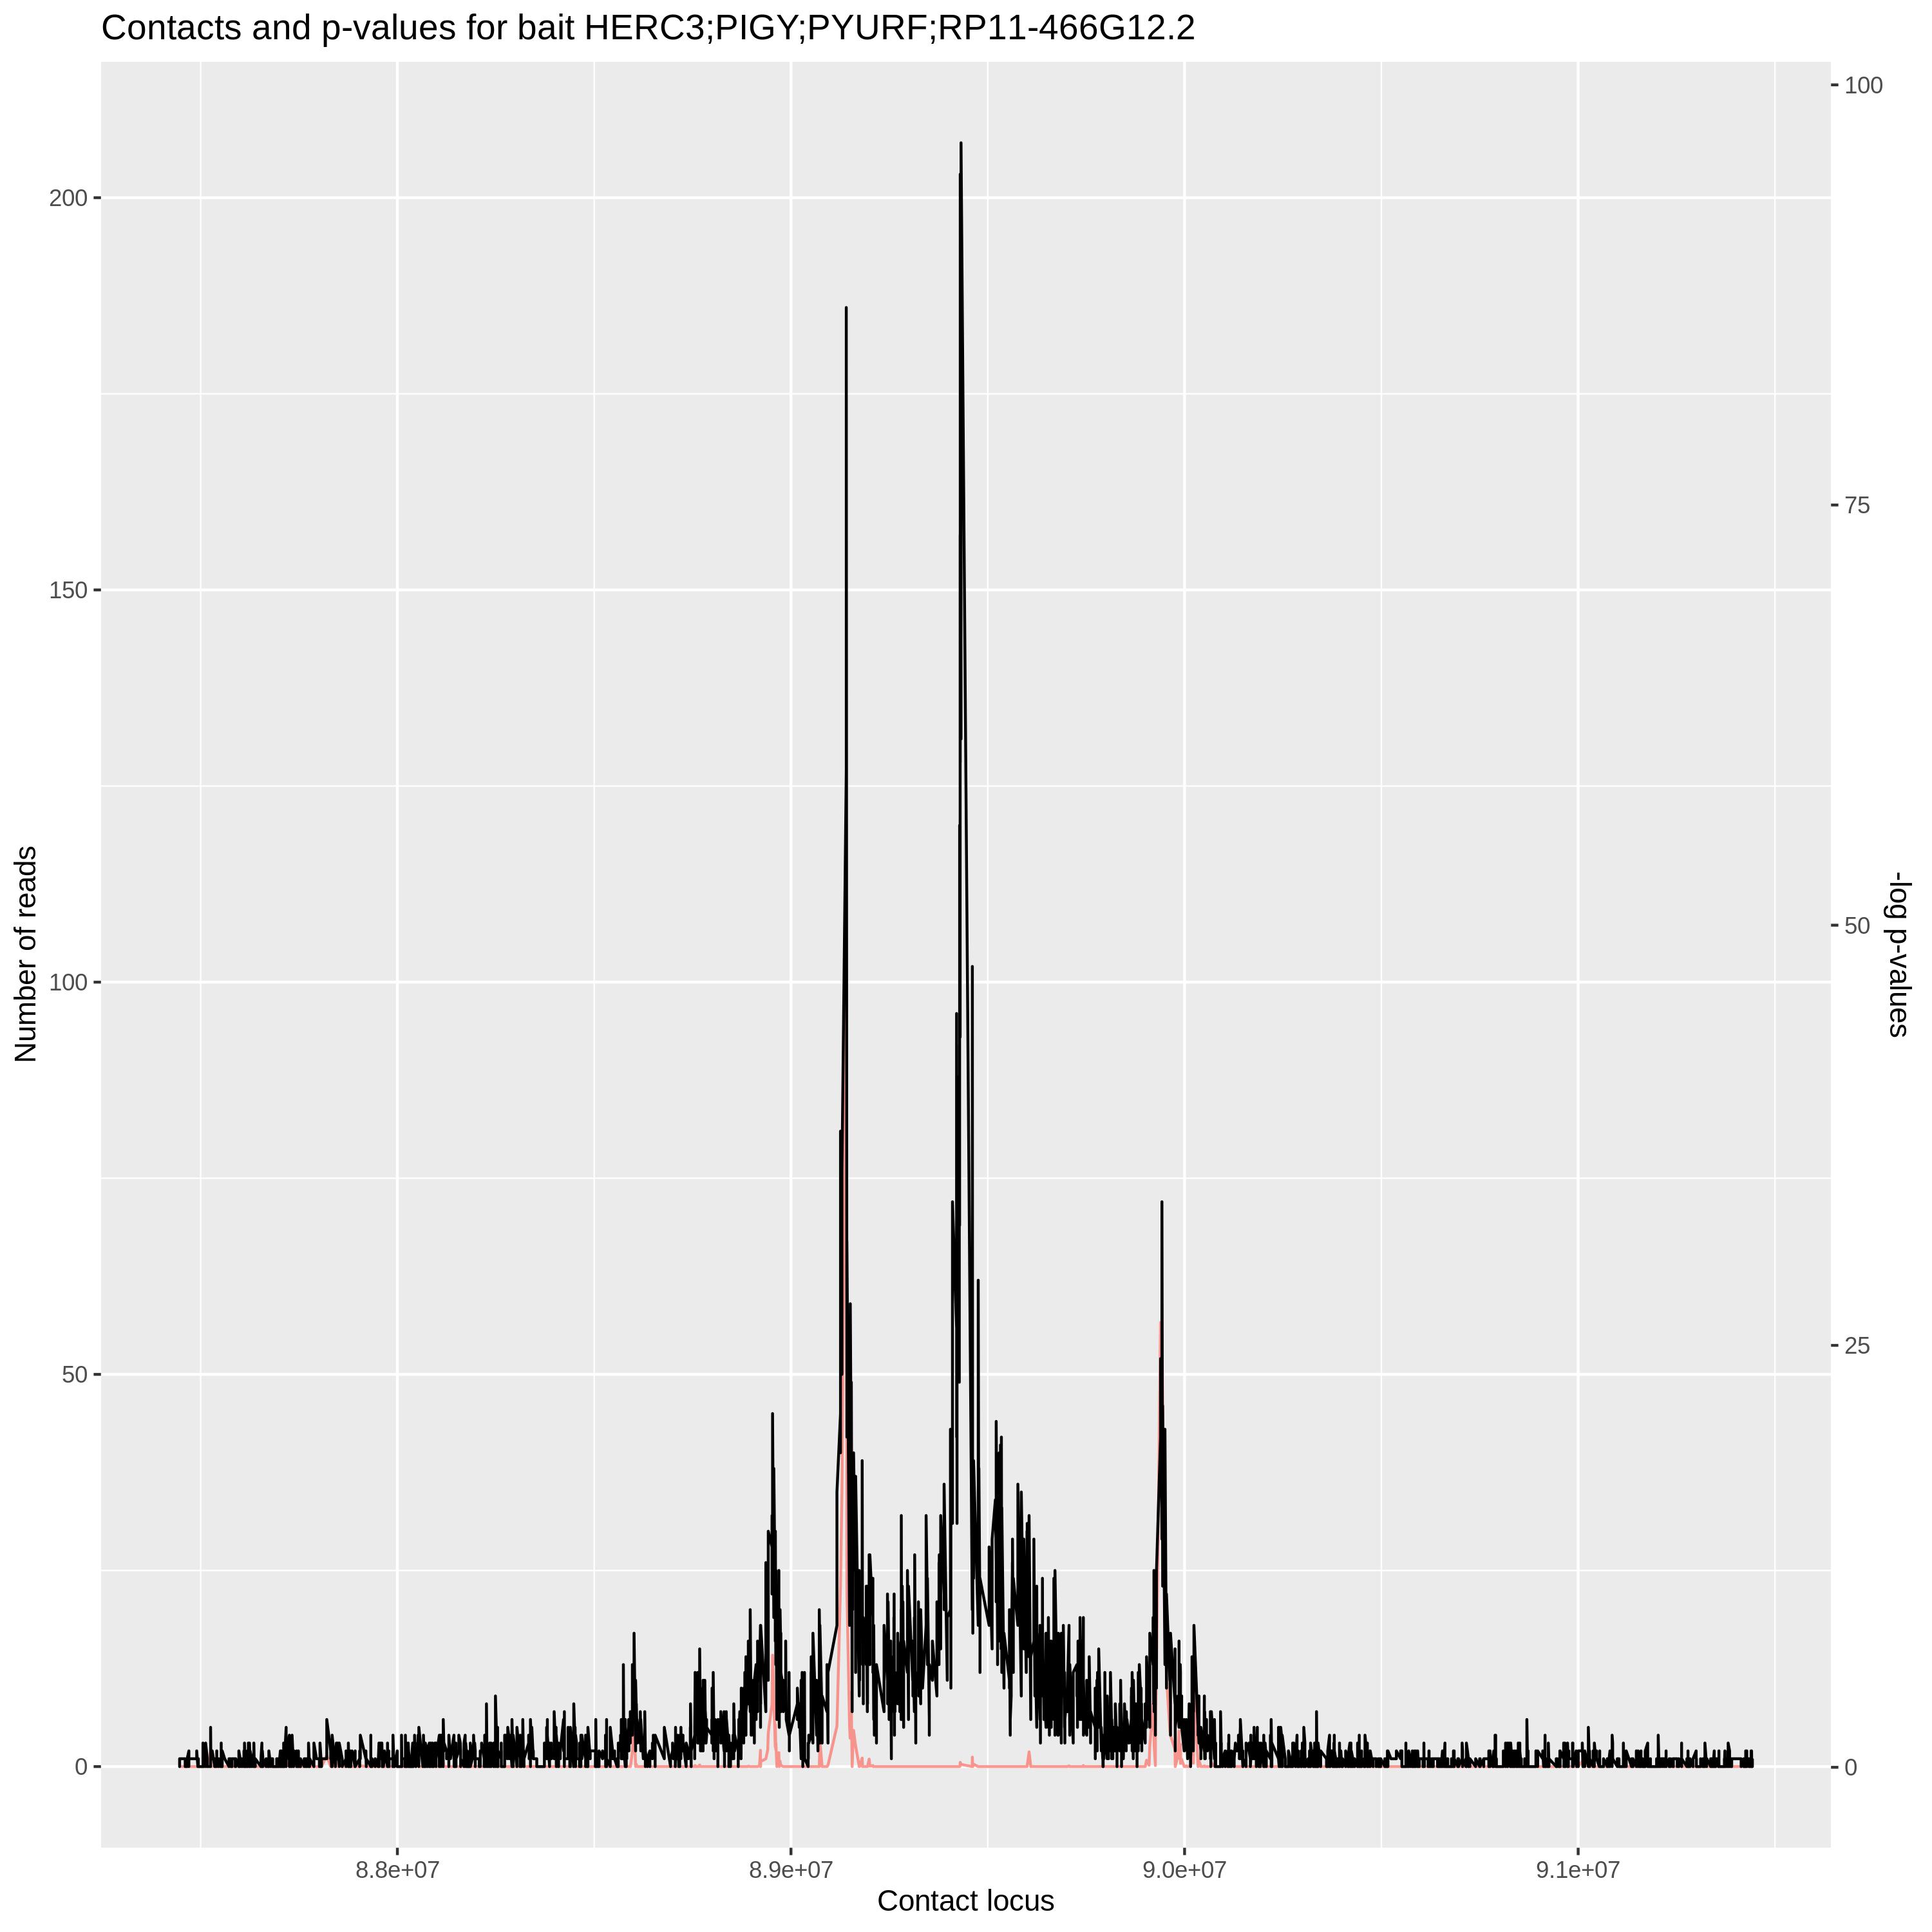 Contacts and p-values for bait HERC3;PIGY;PYURF;RP11-466G12.2
Number of reads
200
150
100
50
0
100
75
50
25
0
-log p-values
8.8e+07 8.9e+07 9.0e+07 9.1e+07
Contact locus